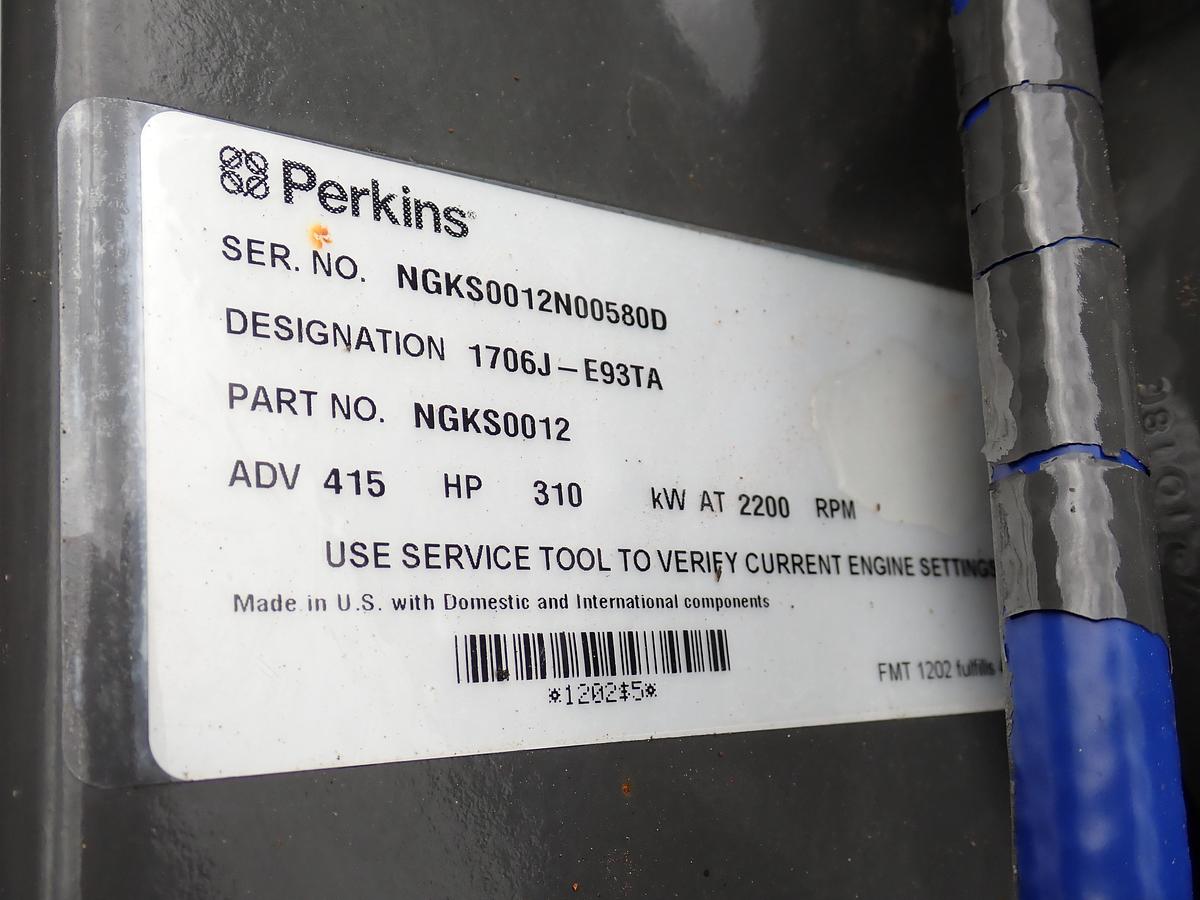 Perkins
SER. NO. NGKS0012N00580D
DESIGNATION 1706J – E93TA
PART NO. NGKS0012
ADV 415 HP 310 kW AT 2200 RPM
USE SERVICE TOOL TO VERIFY CURRENT ENGINE SETTINGS
Made in U.S. with Domestic and International components
*1202$5*
FMT 1202 fulfills